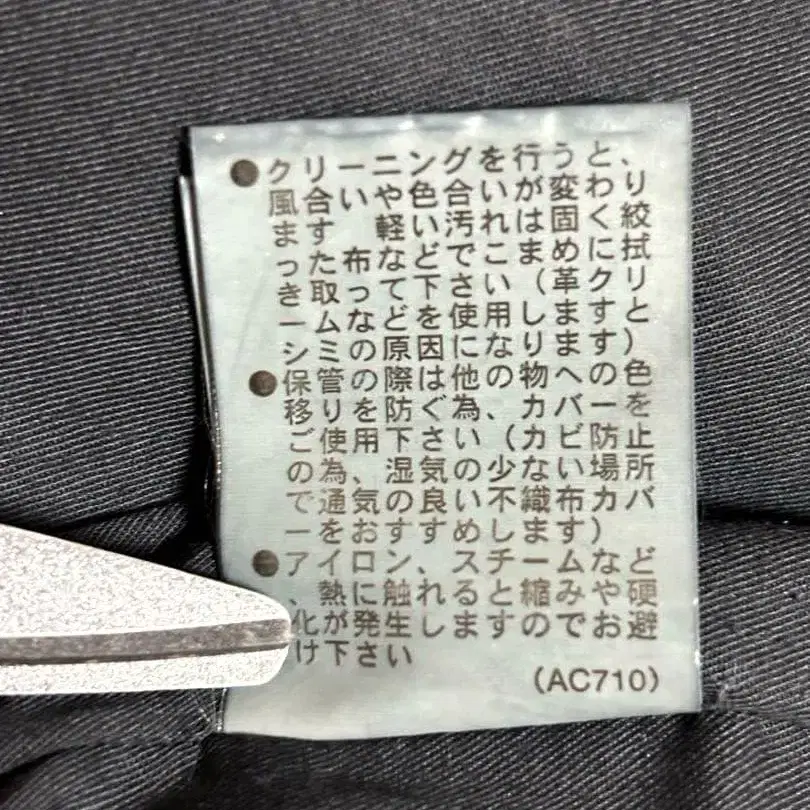 ●クリーニングを行うと、
風合いや色合いが変わり
ます 軽い汚れは固く絞
った布などでこまめに拭
き取って下さい(革クリ
ームなどを使用しますと
シミの原因になります)
●保管の際は他の物への色
移りを防ぐ為、カバーを
ご使用下さい(カビ防止
の為、湿気の少ない場所
で通気の良い不織布カバ
ーをおすすめします)
●アイロン、スチームなど
、熱に触れると縮みや硬
化が発生しますのでお避
け下さい
(AC710)